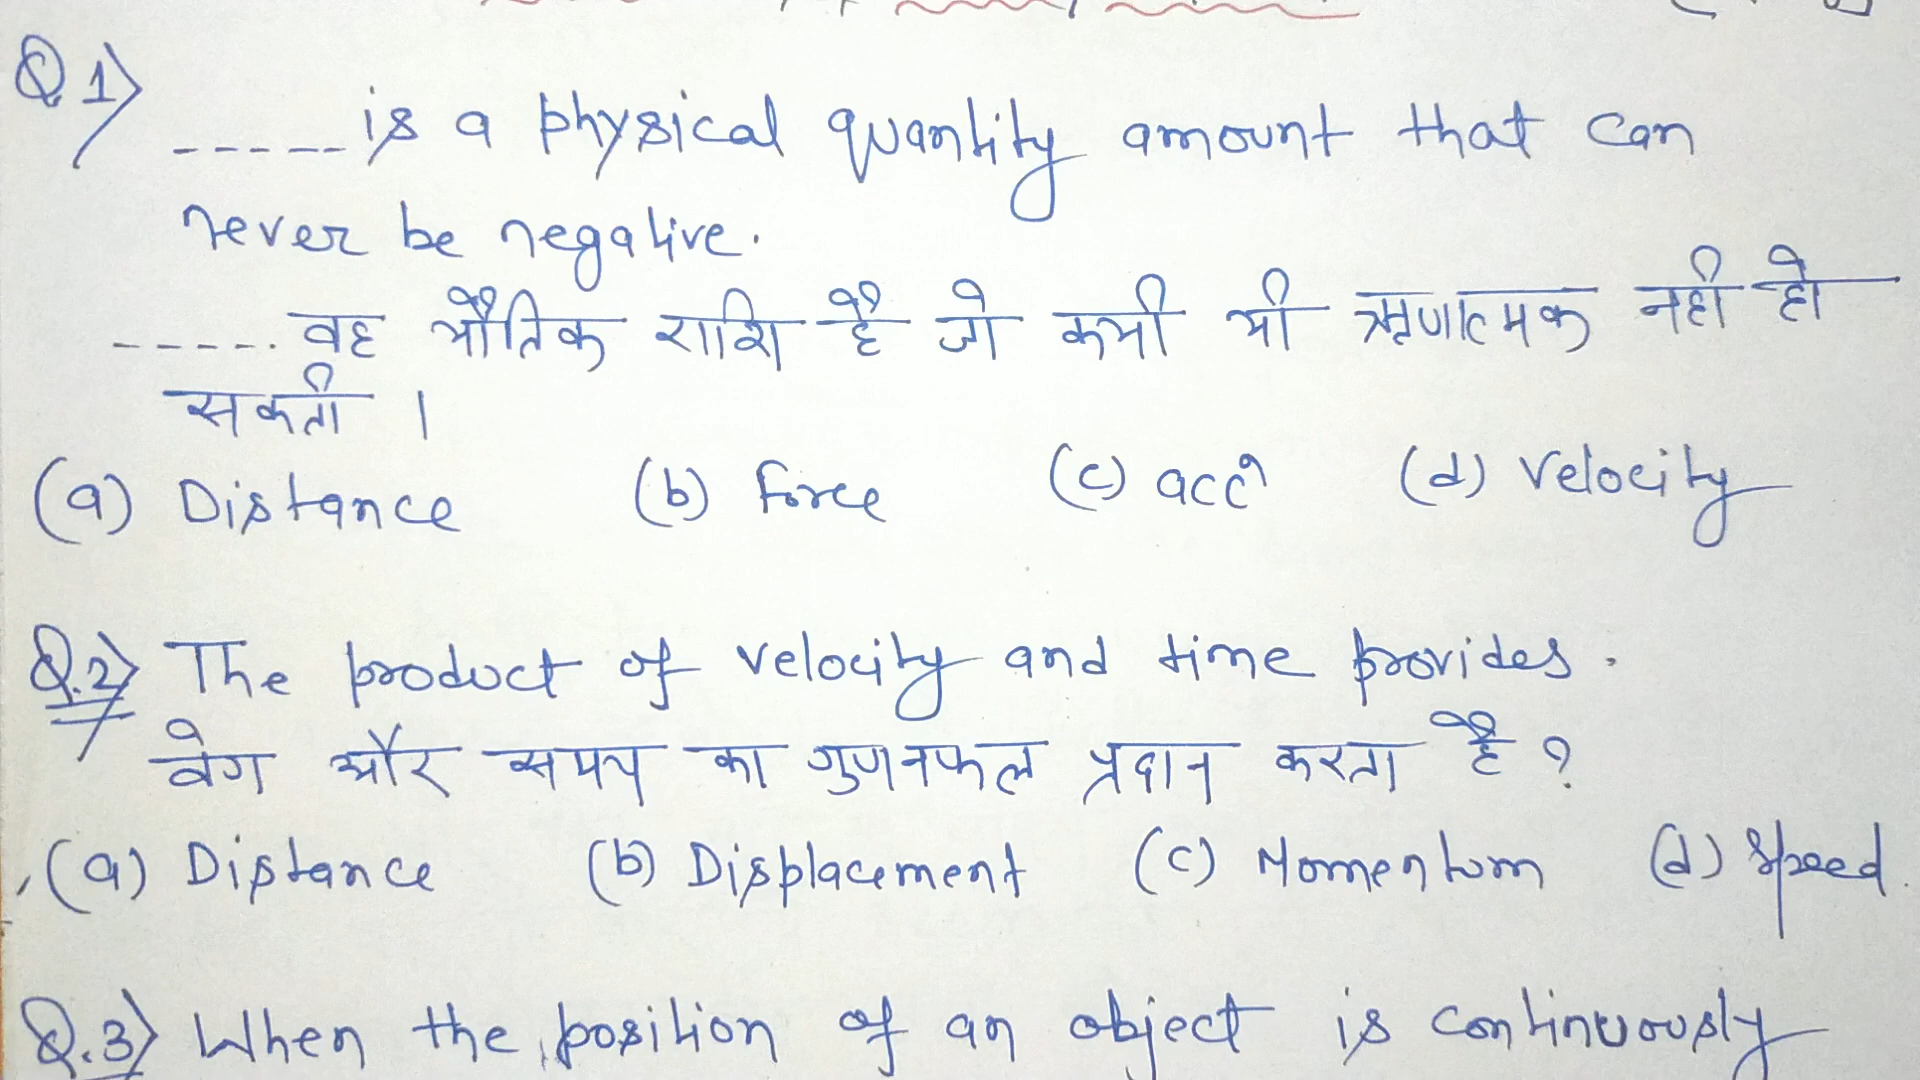 Q1) ----- is a physical quantity amount that can
never be negative.
----- वह भौतिक राशि है जो कभी भी ऋणात्मक नही हो
सकती ।
(a) Distance (b) force (c) accⁿ (d) velocity
Q.2) The product of velocity and time provides.
वेग और समय का गुणनफल प्रदान करता है ?
(a) Distance (b) Displacement (c) Momentum (d) speed.
Q.3) When the position of an object is continuously